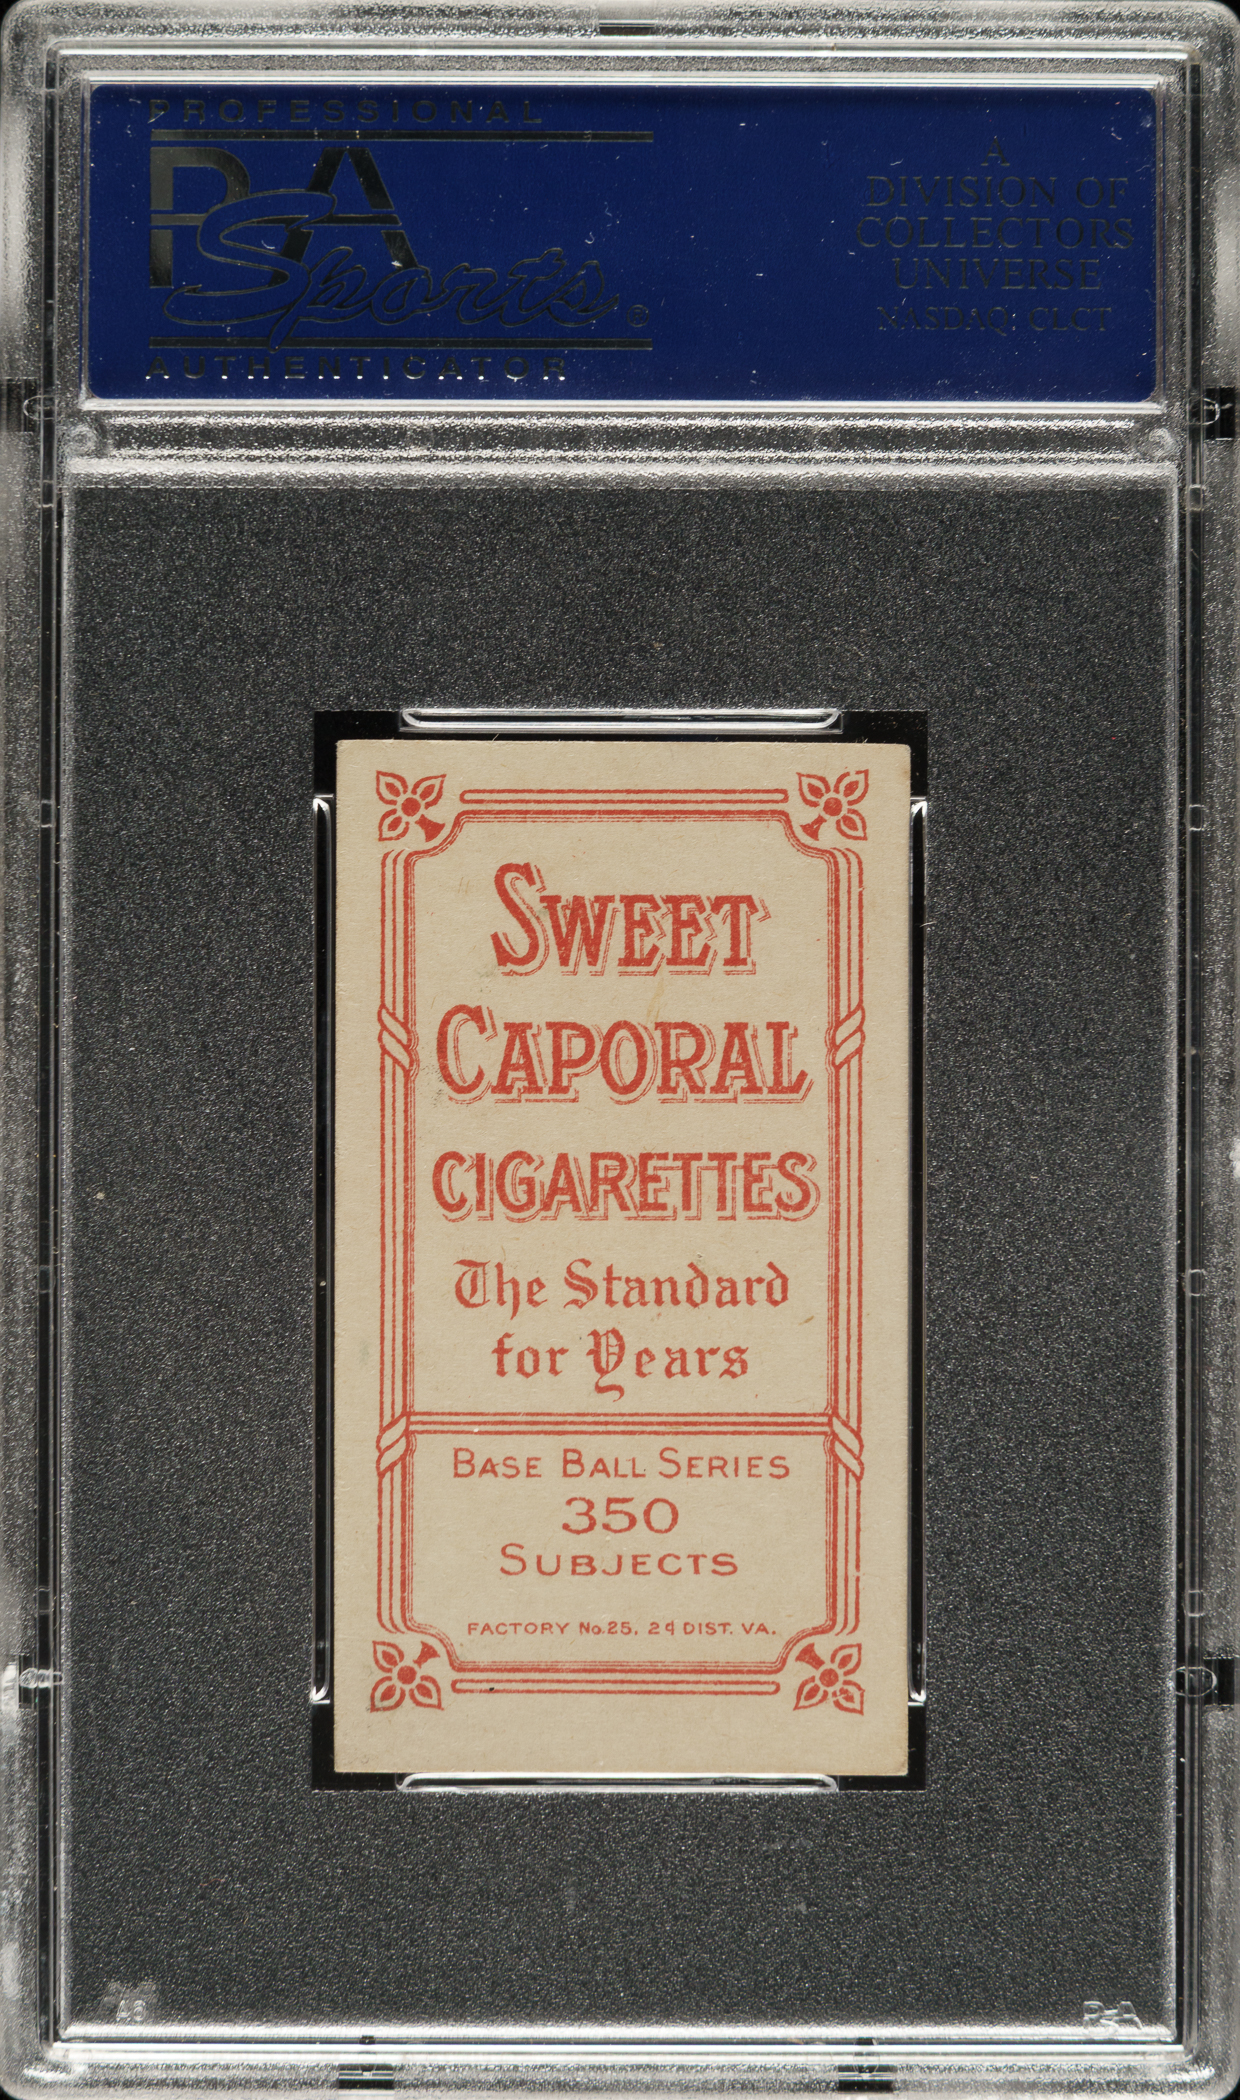 PROFESSIONAL
PSA
Sports ®
AUTHENTICATOR
A
DIVISION OF
COLLECTORS
UNIVERSE
NASDAQ: CLCT
SWEET
CAPORAL
CIGARETTES
The Standard
for Years
BASE BALL SERIES
350
SUBJECTS
FACTORY No. 25, 2d DIST. VA.
PSA